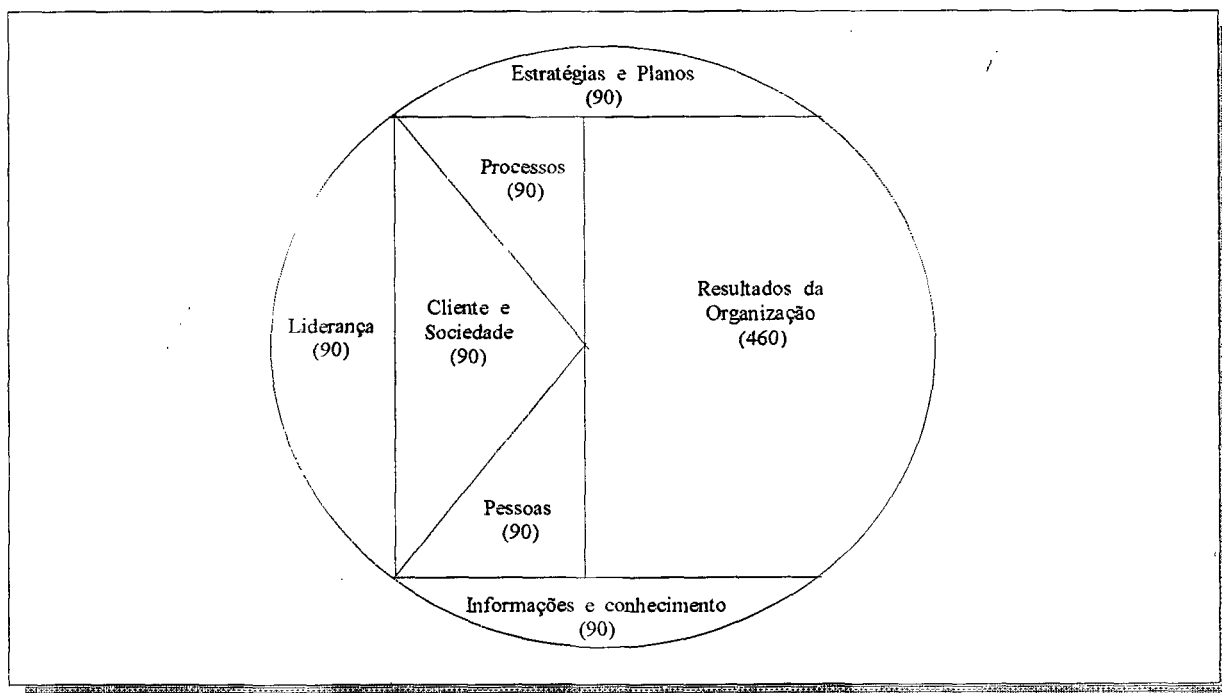 Estratégias e Planos
(90)
Processos
(90)
Liderança
(90)
Cliente e
Sociedade
(90)
Resultados da
Organização
(460)
Pessoas
(90)
Informações e conhecimento
(90)